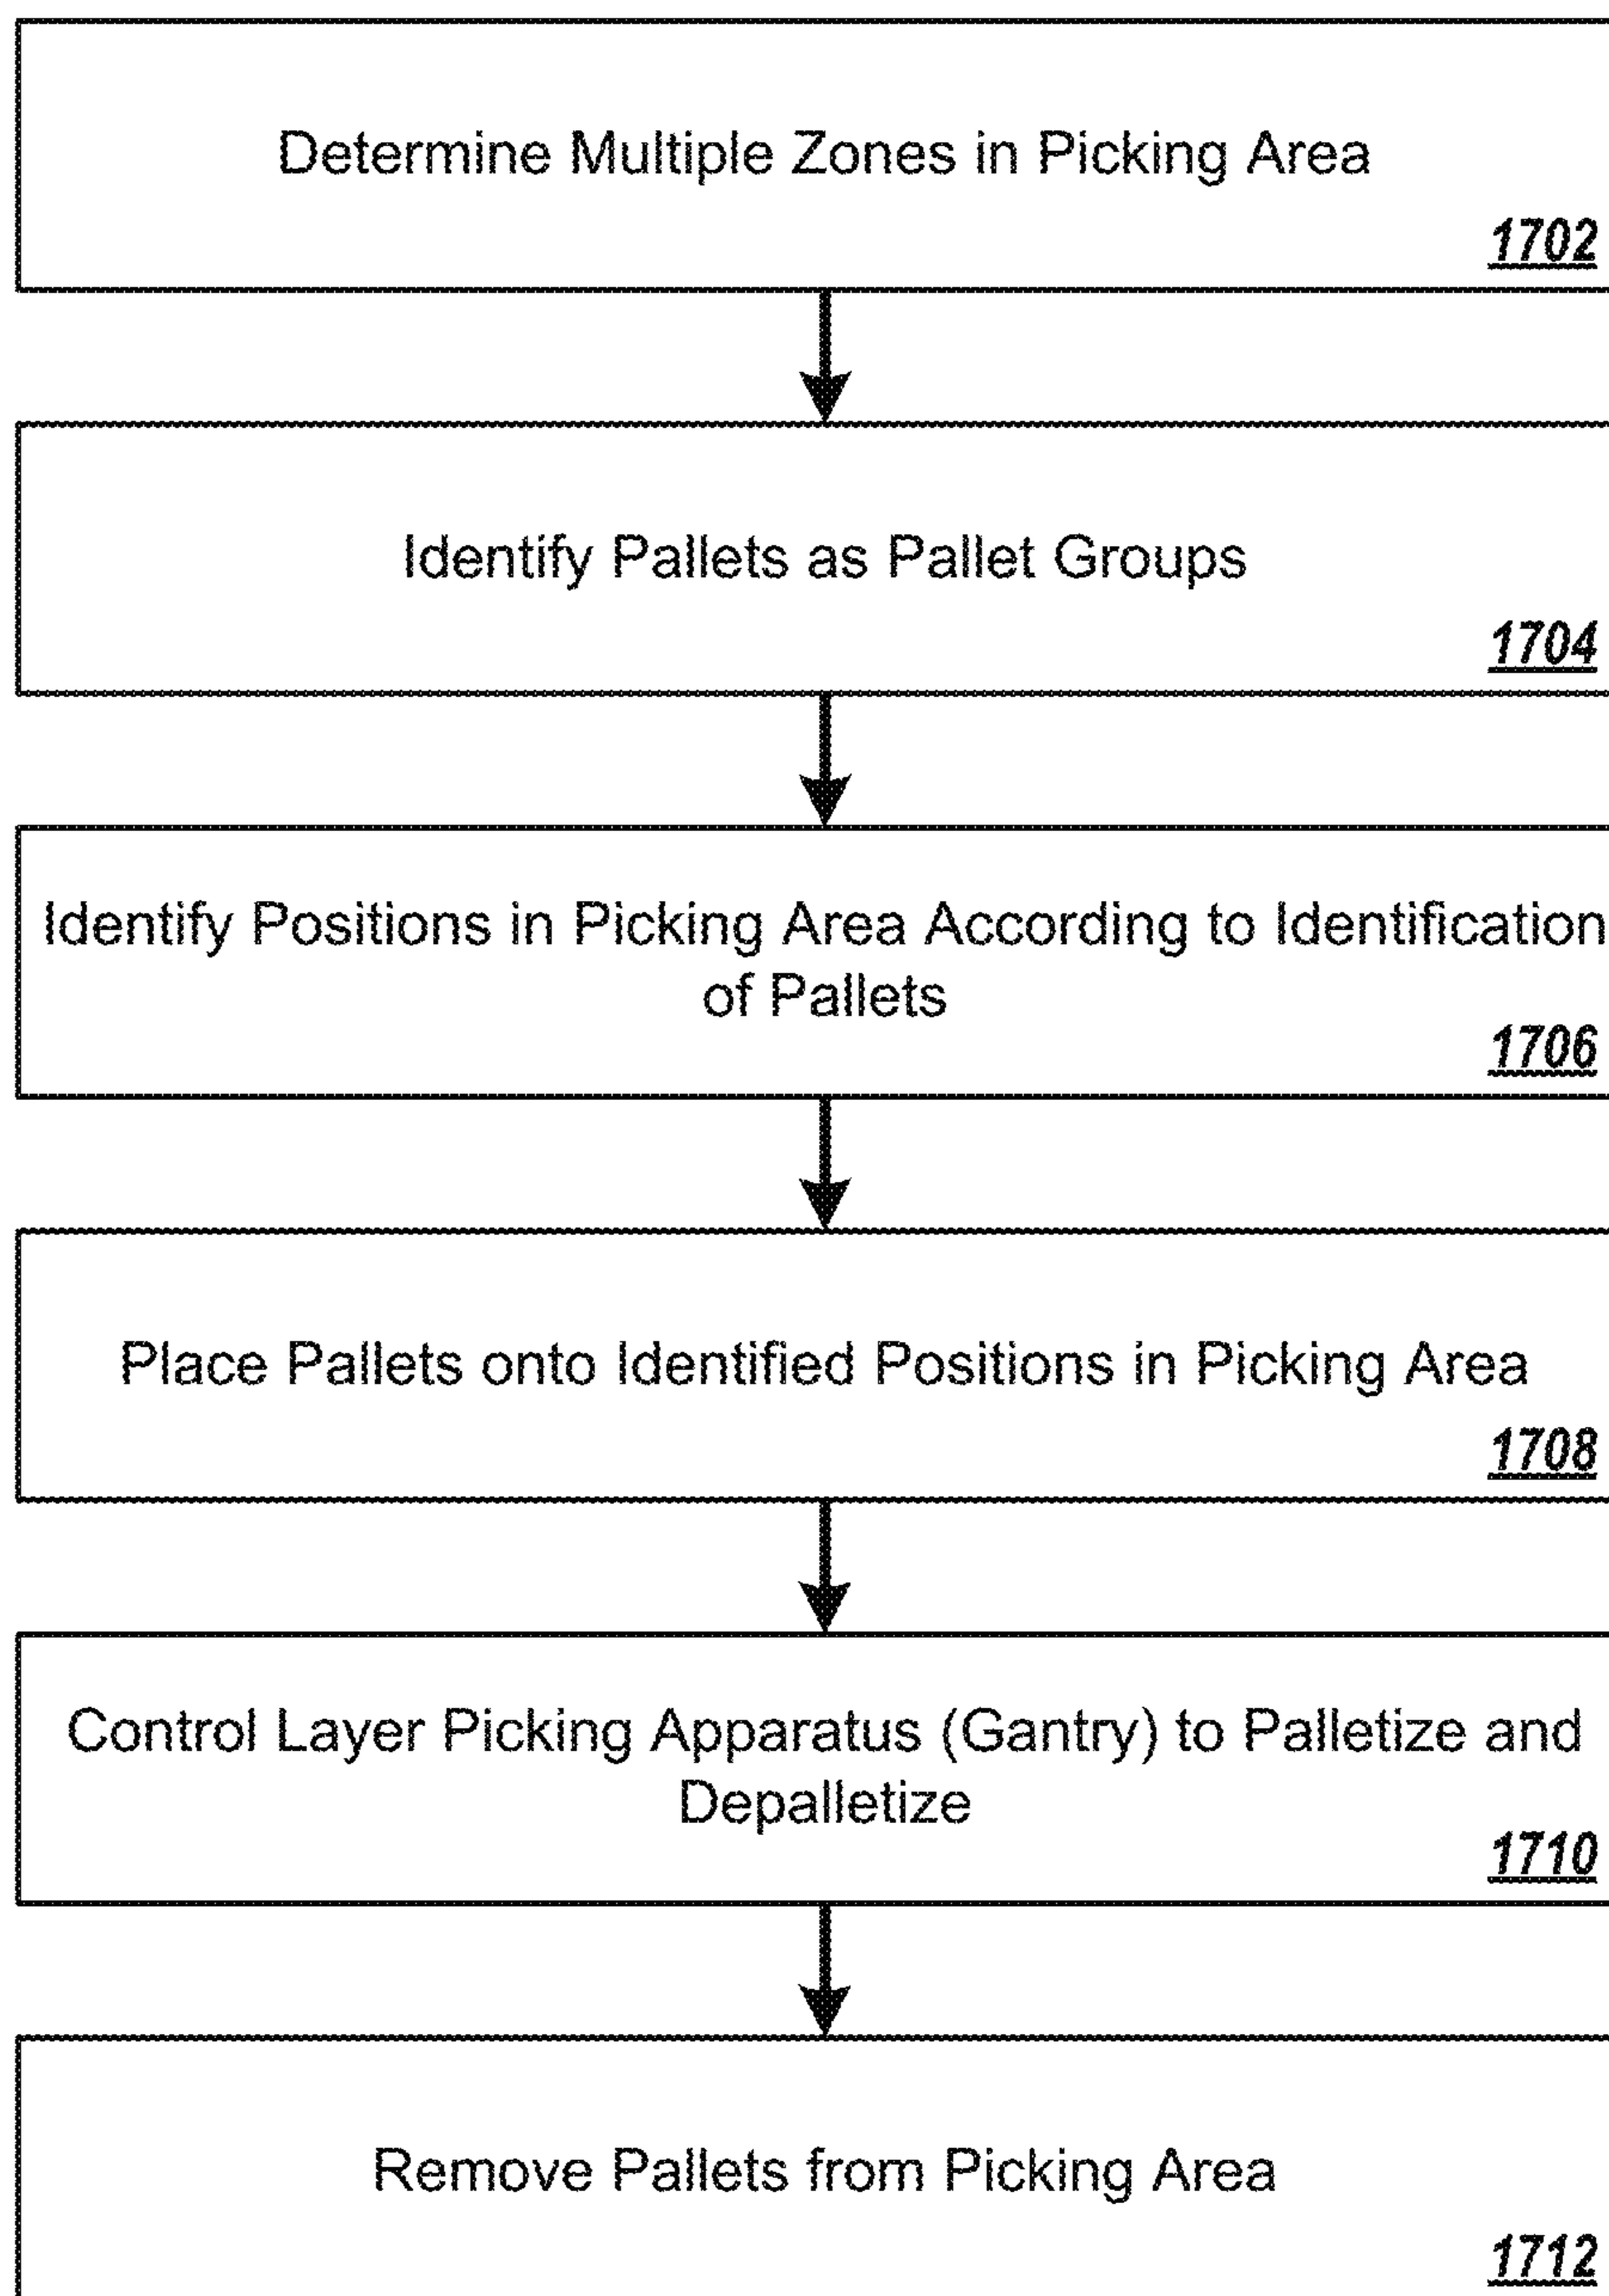 Determine Multiple Zones in Picking Area
1702
Identify Pallets as Pallet Groups
1704
Identify Positions in Picking Area According to Identification
of Pallets
1706
Place Pallets onto Identified Positions in Picking Area
1708
Control Layer Picking Apparatus (Gantry) to Palletize and
Depalletize
1710
Remove Pallets from Picking Area
1712